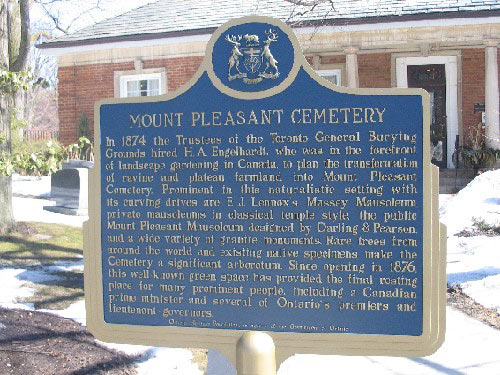 MOUNT PLEASANT CEMETERY
In 1874 the Trustees of the Toronto General Burying
Grounds hired H.A. Engelhardt, who was in the forefront
of landscape gardening in Canada, to plan the transformation
of ravine and plateau farmland into Mount Pleasant
Cemetery. Prominent in this naturalistic setting with
its curving drives are E.J. Lennox's Massey Mausoleum,
private mausoleums in classical temple style, the public
Mount Pleasant Mausoleum designed by Darling & Pearson,
and a wide variety of granite monuments. Rare trees from
around the world and existing native specimens make the
Cemetery a significant arboretum. Since opening in 1876,
this well-known green space has provided the final resting
place for many prominent people, including a Canadian
prime minister and several of Ontario's premiers and
lieutenant governors.